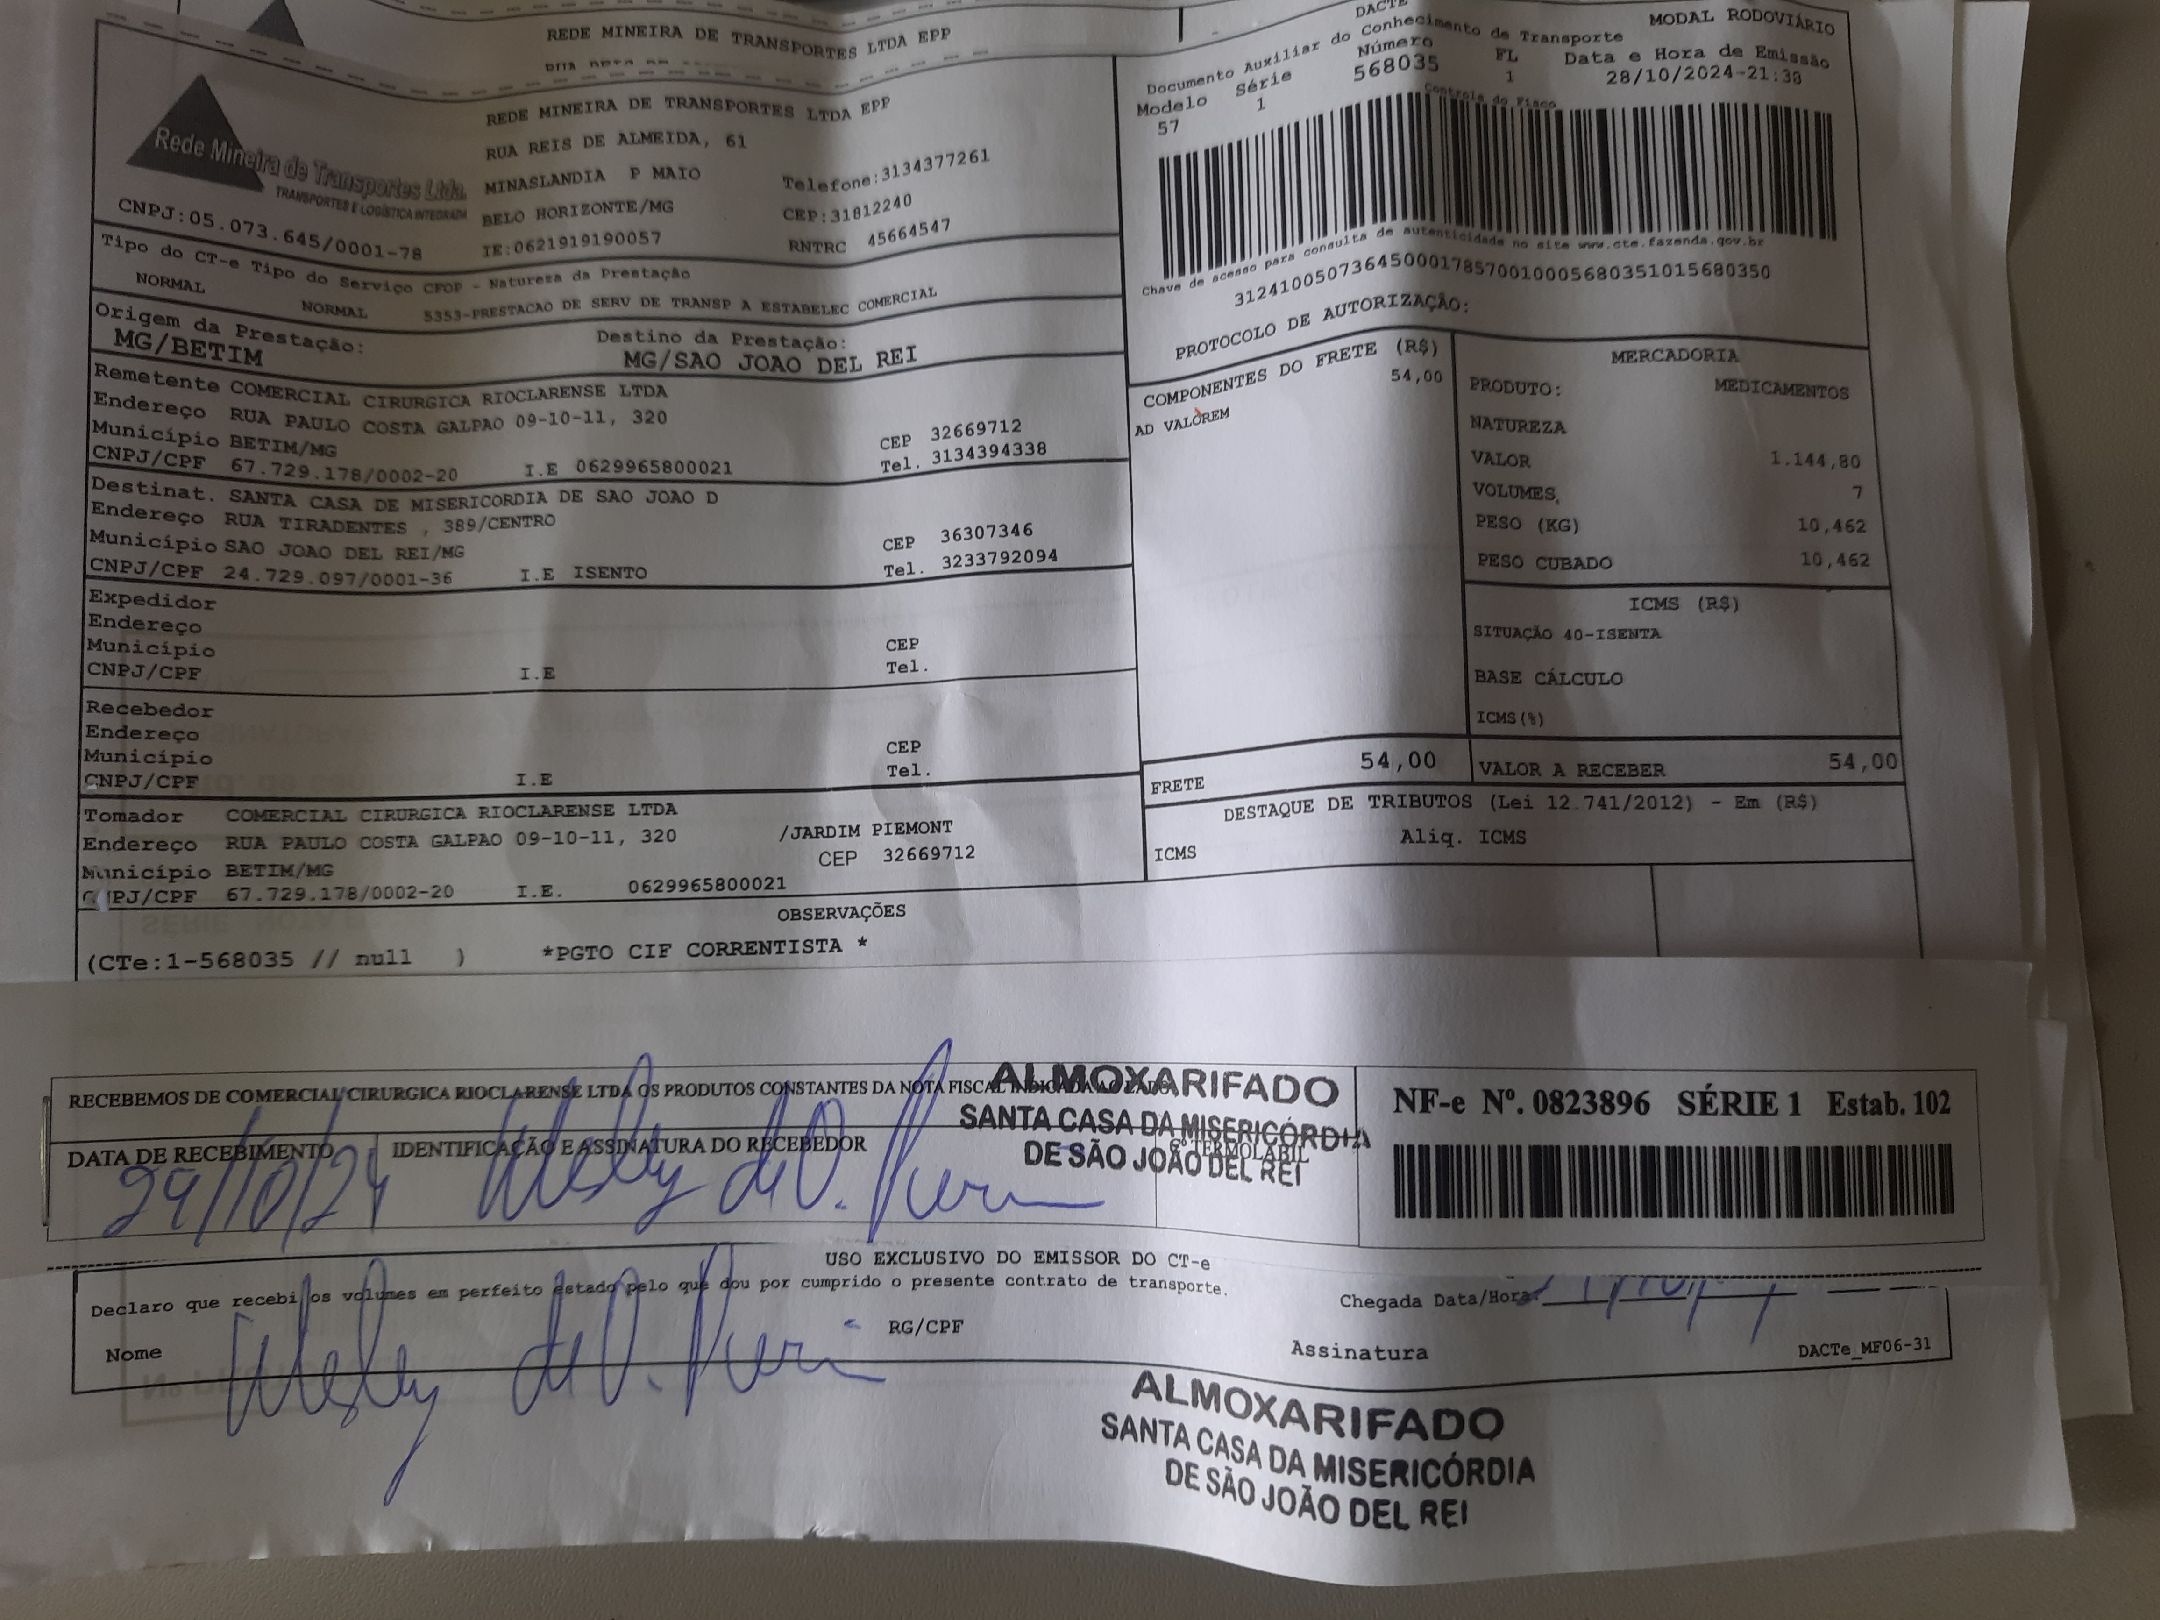 REDE MINEIRA DE TRANSPORTES LTDA EPP
DACTE
Documento Auxiliar do Conhecimento de Transporte
MODAL RODOVIÁRIO
Modelo Série Número FL Data e Hora de Emissão
57 1 568035 1 28/10/2024-21:38
Controle do Fisco
Rede Mineira de Transportes Ltda.
TRANSPORTES E LOGÍSTICA INTEGRADA
CNPJ:05.073.645/0001-78
REDE MINEIRA DE TRANSPORTES LTDA EPP
RUA REIS DE ALMEIDA, 61
MINASLANDIA P MAIO Telefone:3134377261
BELO HORIZONTE/MG CEP:31812240
IE:0621919190057 RNTRC 45664547
Chave de acesso para consulta de autenticidade no site www.cte.fazenda.gov.br
31241005073645000178570010005680351015680350
PROTOCOLO DE AUTORIZAÇÃO:
Tipo do CT-e Tipo do Serviço CFOP - Natureza da Prestação
NORMAL NORMAL 5353-PRESTACAO DE SERV DE TRANSP A ESTABELEC COMERCIAL
Origem da Prestação: Destino da Prestação:
MG/BETIM MG/SAO JOAO DEL REI
Remetente COMERCIAL CIRURGICA RIOCLARENSE LTDA
Endereço RUA PAULO COSTA GALPAO 09-10-11, 320
Município BETIM/MG CEP 32669712
CNPJ/CPF 67.729.178/0002-20 I.E 0629965800021 Tel. 3134394338
Destinat. SANTA CASA DE MISERICORDIA DE SAO JOAO D
Endereço RUA TIRADENTES , 389/CENTRO
Município SAO JOAO DEL REI/MG CEP 36307346
CNPJ/CPF 24.729.097/0001-36 I.E ISENTO Tel. 3233792094
Expedidor
Endereço
Município CEP
CNPJ/CPF I.E Tel.
Recebedor
Endereço
Município CEP
CNPJ/CPF I.E Tel.
Tomador COMERCIAL CIRURGICA RIOCLARENSE LTDA
Endereço RUA PAULO COSTA GALPAO 09-10-11, 320 /JARDIM PIEMONT
Município BETIM/MG CEP 32669712
CNPJ/CPF 67.729.178/0002-20 I.E. 0629965800021
COMPONENTES DO FRETE (R$)
54,00
AD VALOREM
MERCADORIA
PRODUTO: MEDICAMENTOS
NATUREZA
VALOR 1.144,80
VOLUMES, 7
PESO (KG) 10,462
PESO CUBADO 10,462
ICMS (R$)
SITUAÇÃO 40-ISENTA
BASE CÁLCULO
ICMS(%)
FRETE 54,00 VALOR A RECEBER 54,00
DESTAQUE DE TRIBUTOS (Lei 12.741/2012) - Em (R$)
ICMS Aliq. ICMS
OBSERVAÇÕES
(CTe:1-568035 // null ) *PGTO CIF CORRENTISTA *
RECEBEMOS DE COMERCIAL CIRURGICA RIOCLARENSE LTDA OS PRODUTOS CONSTANTES DA NOTA FISCAL INDICADA AO LADO
DATA DE RECEBIMENTO IDENTIFICAÇÃO E ASSINATURA DO RECEBEDOR
29/10/24
TERMOLABIL
ALMOXARIFADO
SANTA CASA DA MISERICÓRDIA
DE SÃO JOÃO DEL REI
NF-e Nº. 0823896 SÉRIE 1 Estab. 102
USO EXCLUSIVO DO EMISSOR DO CT-e
Declaro que recebi os volumes em perfeito estado pelo que dou por cumprido o presente contrato de transporte.
Chegada Data/Hora:
Nome RG/CPF Assinatura DACTe_MF06-31
ALMOXARIFADO
SANTA CASA DA MISERICÓRDIA
DE SÃO JOÃO DEL REI